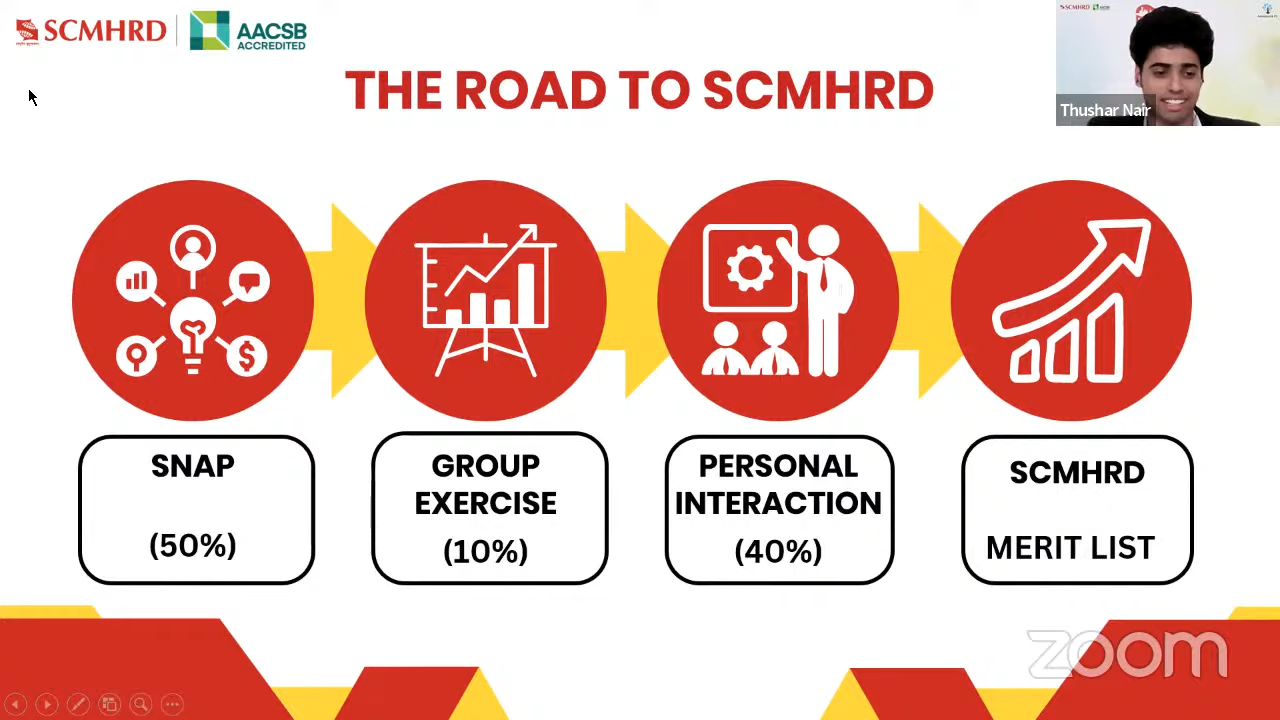 SCMHRD
AACSB
ACCREDITED
THE ROAD TO SCMHRD
Thushar Nair
SNAP
(50%)
GROUP
EXERCISE
(10%)
PERSONAL
INTERACTION
(40%)
SCMHRD
MERIT LIST
zoom